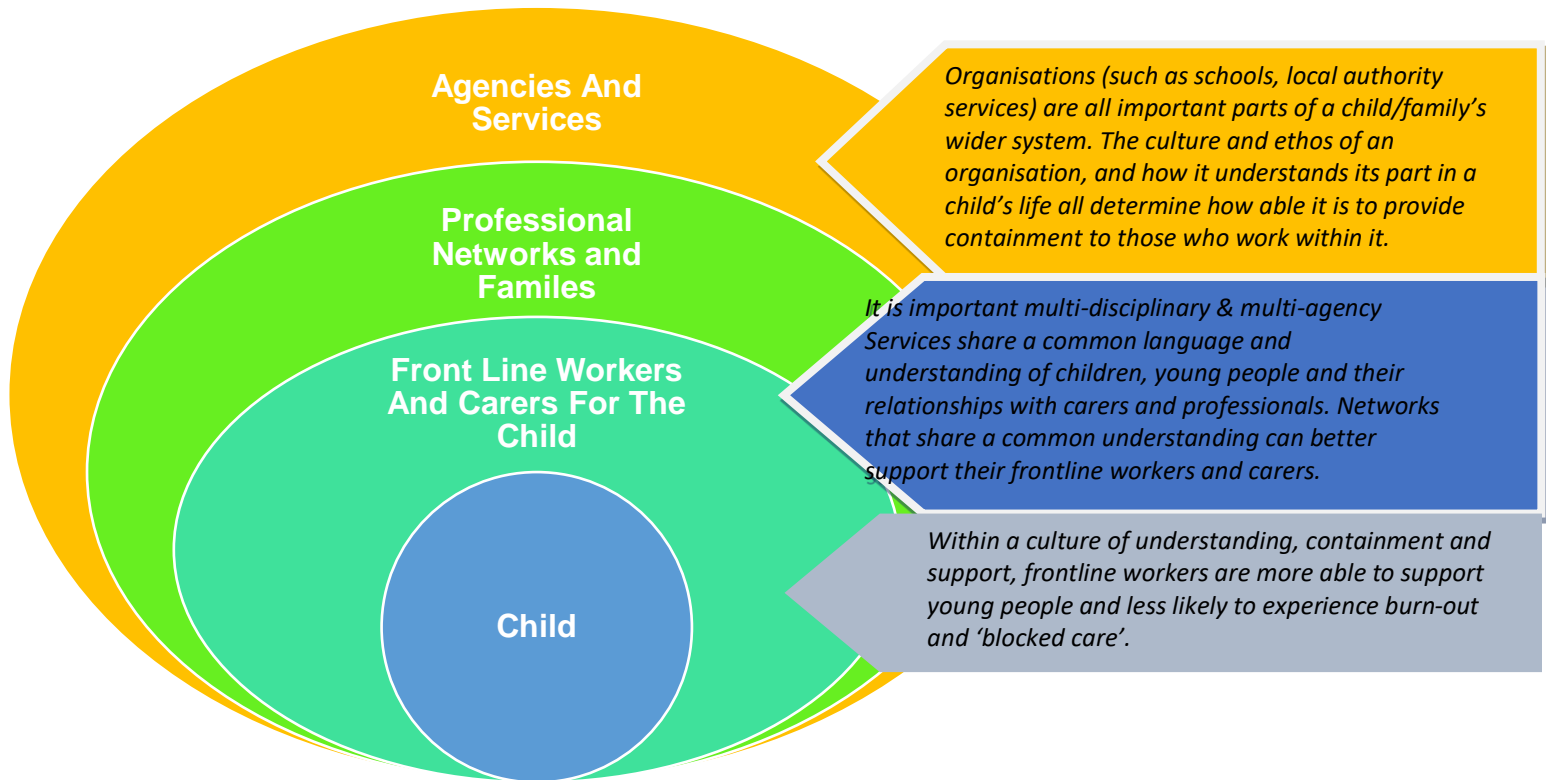 Agencies And
Services
Organisations (such as schools, local authority
services) are all important parts of a child/family’s
wider system. The culture and ethos of an
organisation, and how it understands its part in a
child’s life all determine how able it is to provide
containment to those who work within it.
Professional
Networks and
Familes
It is important multi-disciplinary & multi-agency
Services share a common language and
understanding of children, young people and their
relationships with carers and professionals. Networks
that share a common understanding can better
support their frontline workers and carers.
Front Line Workers
And Carers For The
Child
Within a culture of understanding, containment and
support, frontline workers are more able to support
young people and less likely to experience burn-out
and ‘blocked care’.
Child